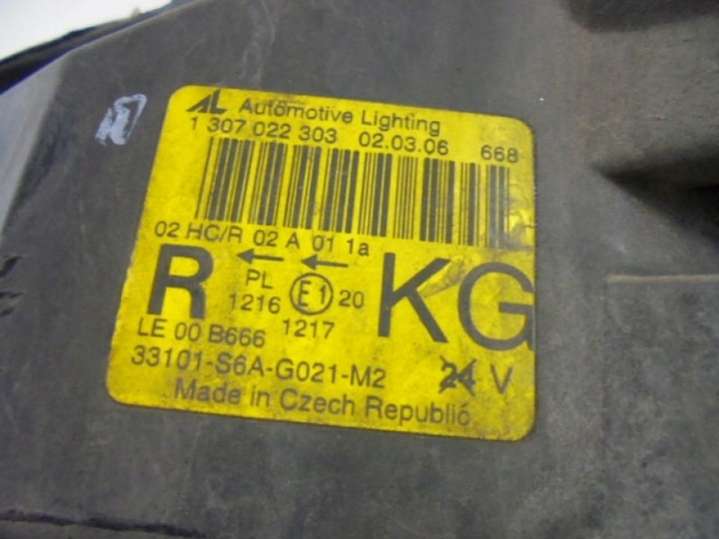 AL Automotive Lighting
1 307 022 303 02.03.06 668
02 HC/R 02 A 01 1a
R PL E1 20 KG
1216
1217
LE 00 B666
33101-S6A-G021-M2 24 V
Made in Czech Republic